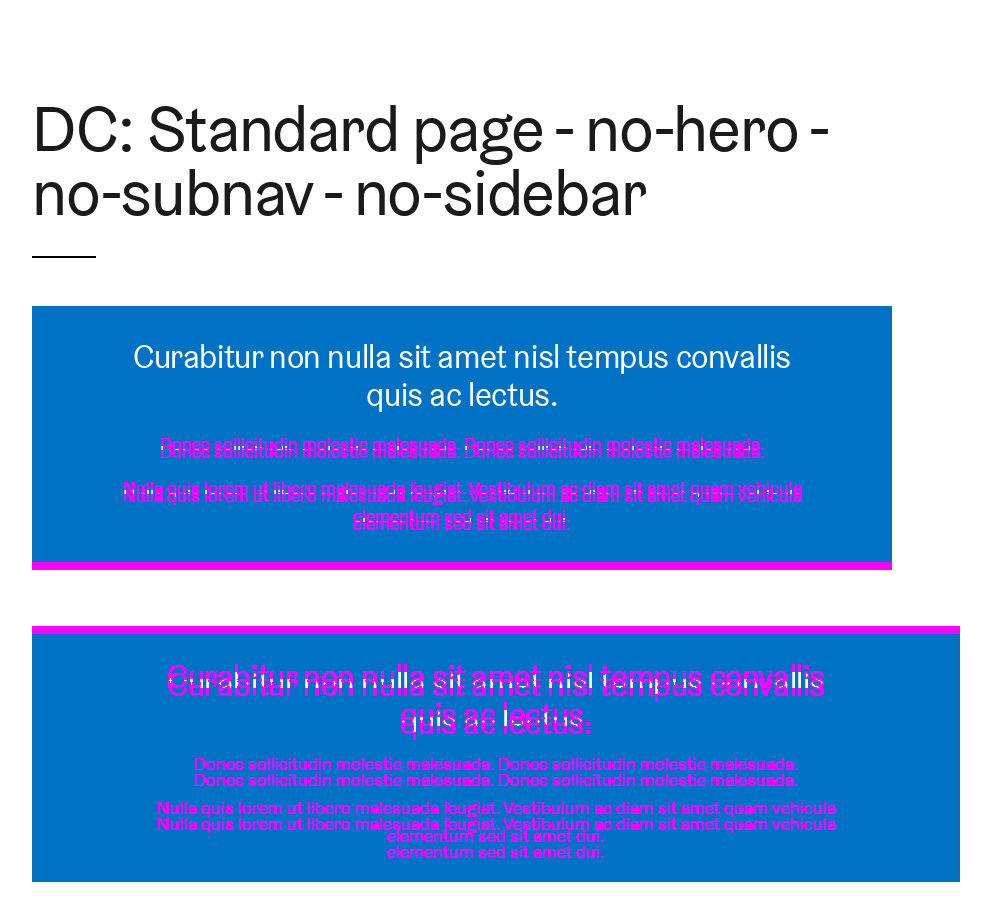 DC: Standard page - no-hero -
no-subnav - no-sidebar
Curabitur non nulla sit amet nisl tempus convallis
quis ac lectus.
Donec sollicitudin molestie malesuada. Donec sollicitudin molestie malesuada.
Nulla quis lorem ut libero malesuada feugiat. Vestibulum ac diam sit amet quam vehicula
elementum sed sit amet dui.
Curabitur non nulla sit amet nisl tempus convallis
quis ac lectus.
Donec sollicitudin molestie malesuada. Donec sollicitudin molestie malesuada.
Donec sollicitudin molestie malesuada. Donec sollicitudin molestie malesuada.
Nulla quis lorem ut libero malesuada feugiat. Vestibulum ac diam sit amet quam vehicula
Nulla quis lorem ut libero malesuada feugiat. Vestibulum ac diam sit amet quam vehicula
elementum sed sit amet dui.
elementum sed sit amet dui.